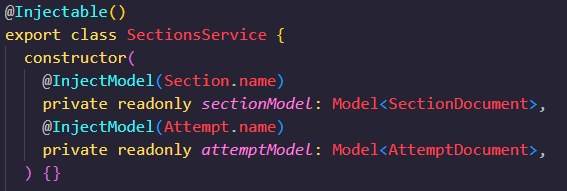 @Injectable()
export class SectionsService {
constructor(
@InjectModel(Section.name)
private readonly sectionModel: Model<SectionDocument>,
@InjectModel(Attempt.name)
private readonly attemptModel: Model<AttemptDocument>,
) {}